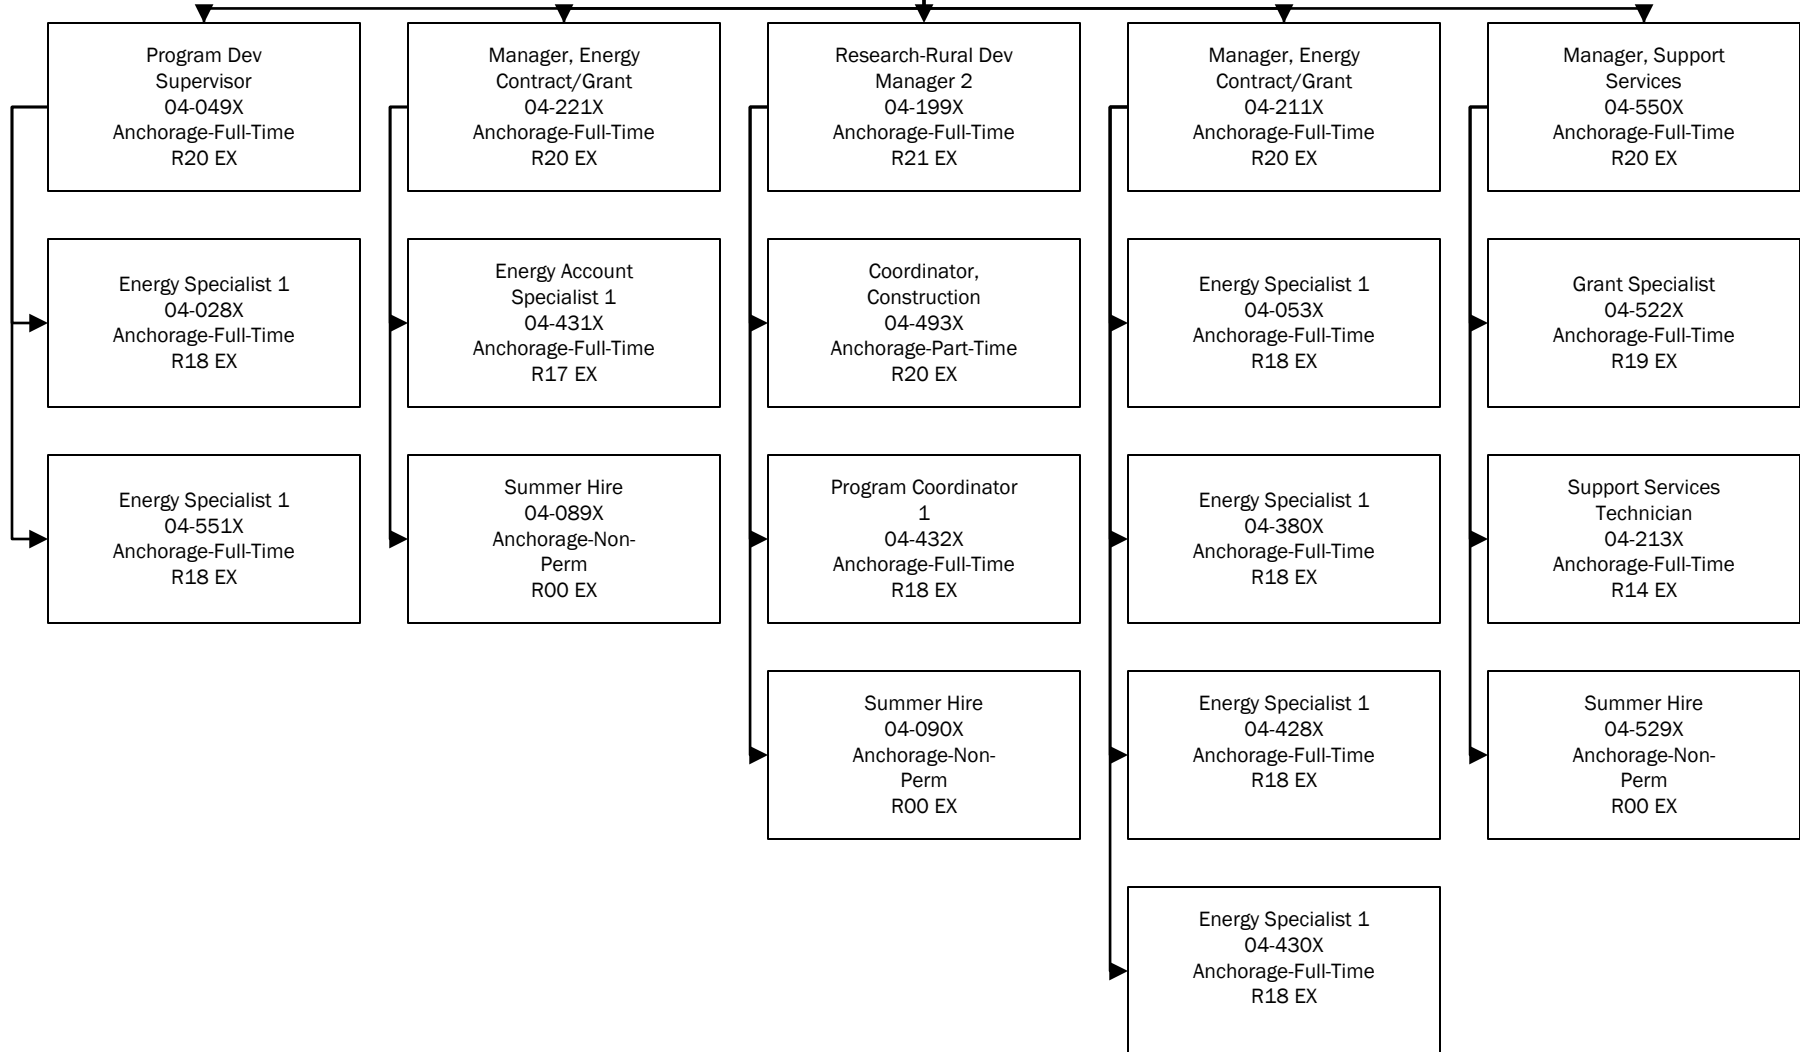 Program Dev
Supervisor
04-049X
Anchorage-Full-Time
R20 EX
Manager, Energy
Contract/Grant
04-221X
Anchorage-Full-Time
R20 EX
Research-Rural Dev
Manager 2
04-199X
Anchorage-Full-Time
R21 EX
Manager, Energy
Contract/Grant
04-211X
Anchorage-Full-Time
R20 EX
Manager, Support
Services
04-550X
Anchorage-Full-Time
R20 EX
Energy Specialist 1
04-028X
Anchorage-Full-Time
R18 EX
Energy Account
Specialist 1
04-431X
Anchorage-Full-Time
R17 EX
Coordinator,
Construction
04-493X
Anchorage-Part-Time
R20 EX
Energy Specialist 1
04-053X
Anchorage-Full-Time
R18 EX
Grant Specialist
04-522X
Anchorage-Full-Time
R19 EX
Energy Specialist 1
04-551X
Anchorage-Full-Time
R18 EX
Summer Hire
04-089X
Anchorage-Non-
Perm
R00 EX
Program Coordinator
1
04-432X
Anchorage-Full-Time
R18 EX
Energy Specialist 1
04-380X
Anchorage-Full-Time
R18 EX
Support Services
Technician
04-213X
Anchorage-Full-Time
R14 EX
Summer Hire
04-090X
Anchorage-Non-
Perm
R00 EX
Energy Specialist 1
04-428X
Anchorage-Full-Time
R18 EX
Summer Hire
04-529X
Anchorage-Non-
Perm
R00 EX
Energy Specialist 1
04-430X
Anchorage-Full-Time
R18 EX